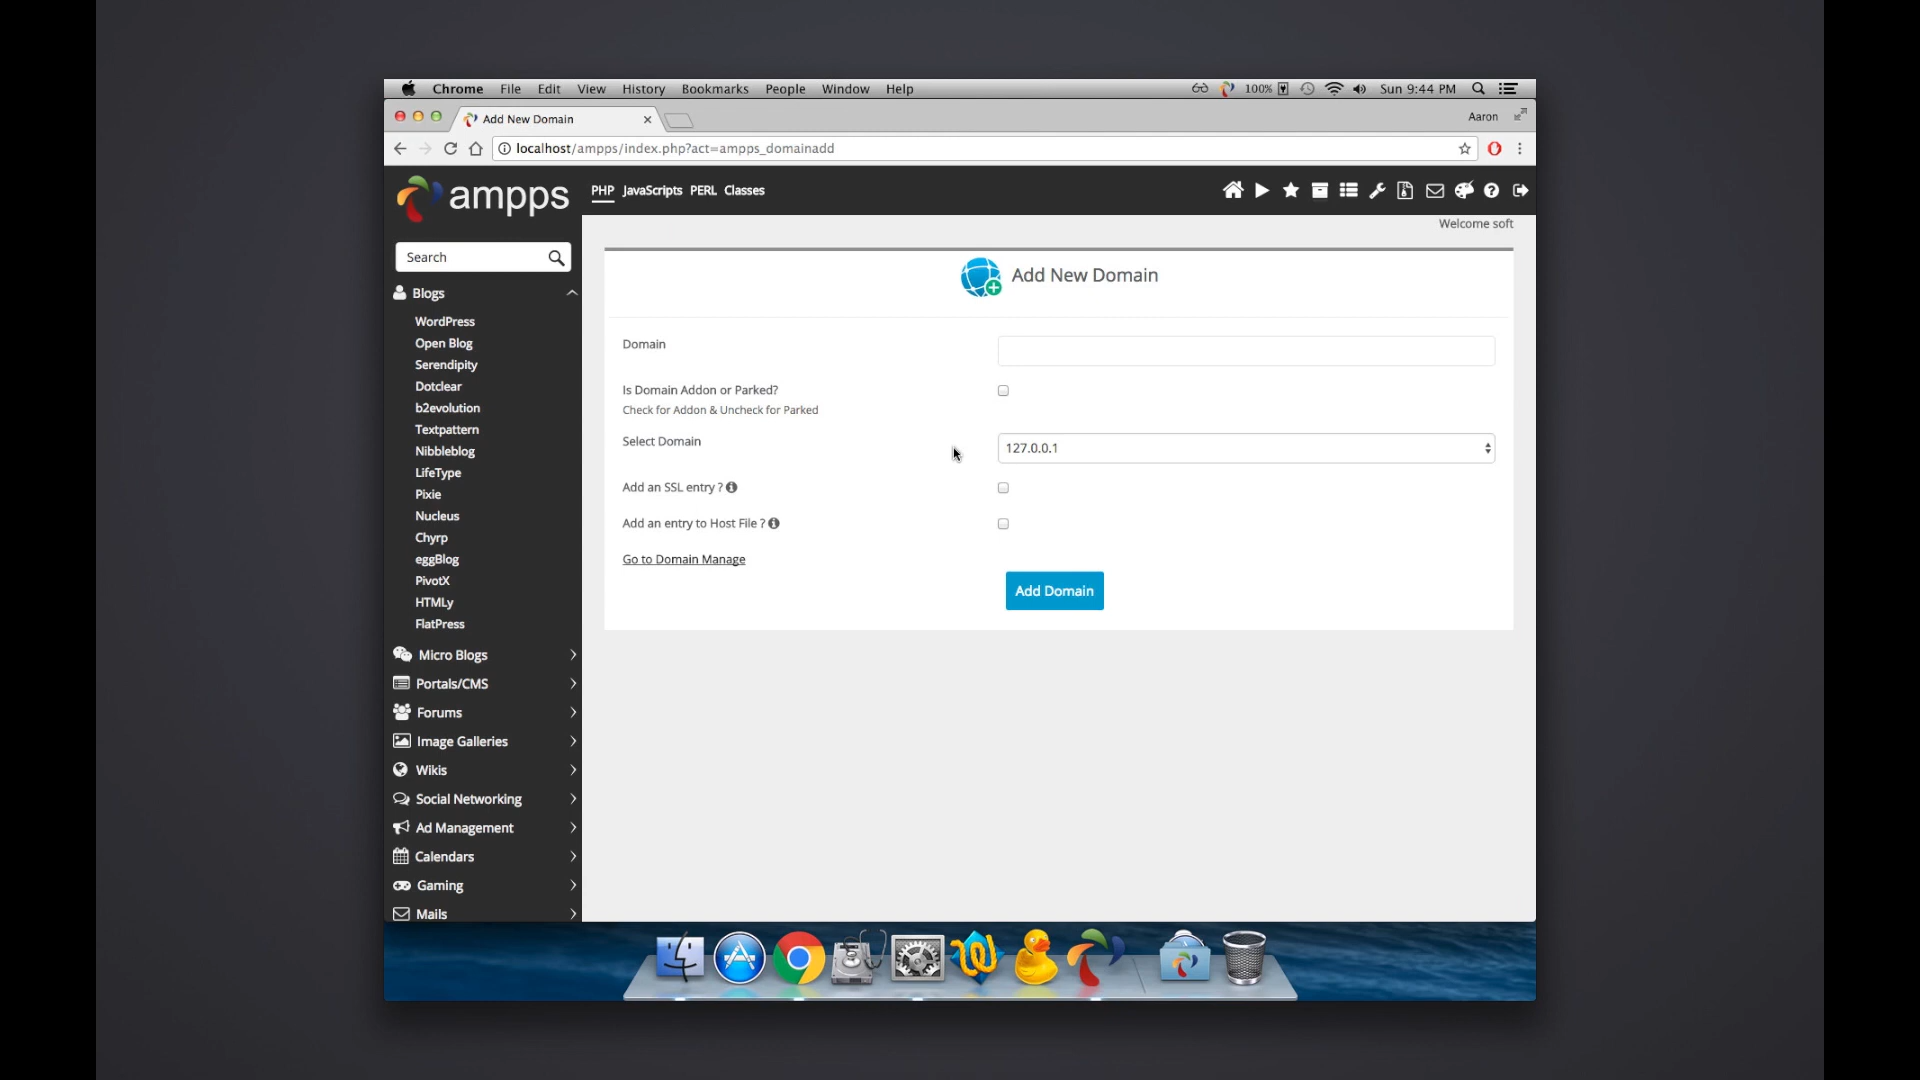 Chrome File Edit View History Bookmarks People Window Help 100% Sun 9:44 PM
Add New Domain Aaron
localhost/ampps/index.php?act=ampps_domainadd
ampps PHP JavaScripts PERL Classes
Welcome soft
Search
Add New Domain
Blogs
WordPress
Open Blog
Serendipity
Dotclear
b2evolution
Textpattern
Nibbleblog
LifeType
Pixie
Nucleus
Chyrp
eggBlog
PivotX
HTMLy
FlatPress
Micro Blogs
Portals/CMS
Forums
Image Galleries
Wikis
Social Networking
Ad Management
Calendars
Gaming
Mails
Domain
Is Domain Addon or Parked?
Check for Addon & Uncheck for Parked
Select Domain 127.0.0.1
Add an SSL entry ?
Add an entry to Host File ?
Go to Domain Manage
Add Domain